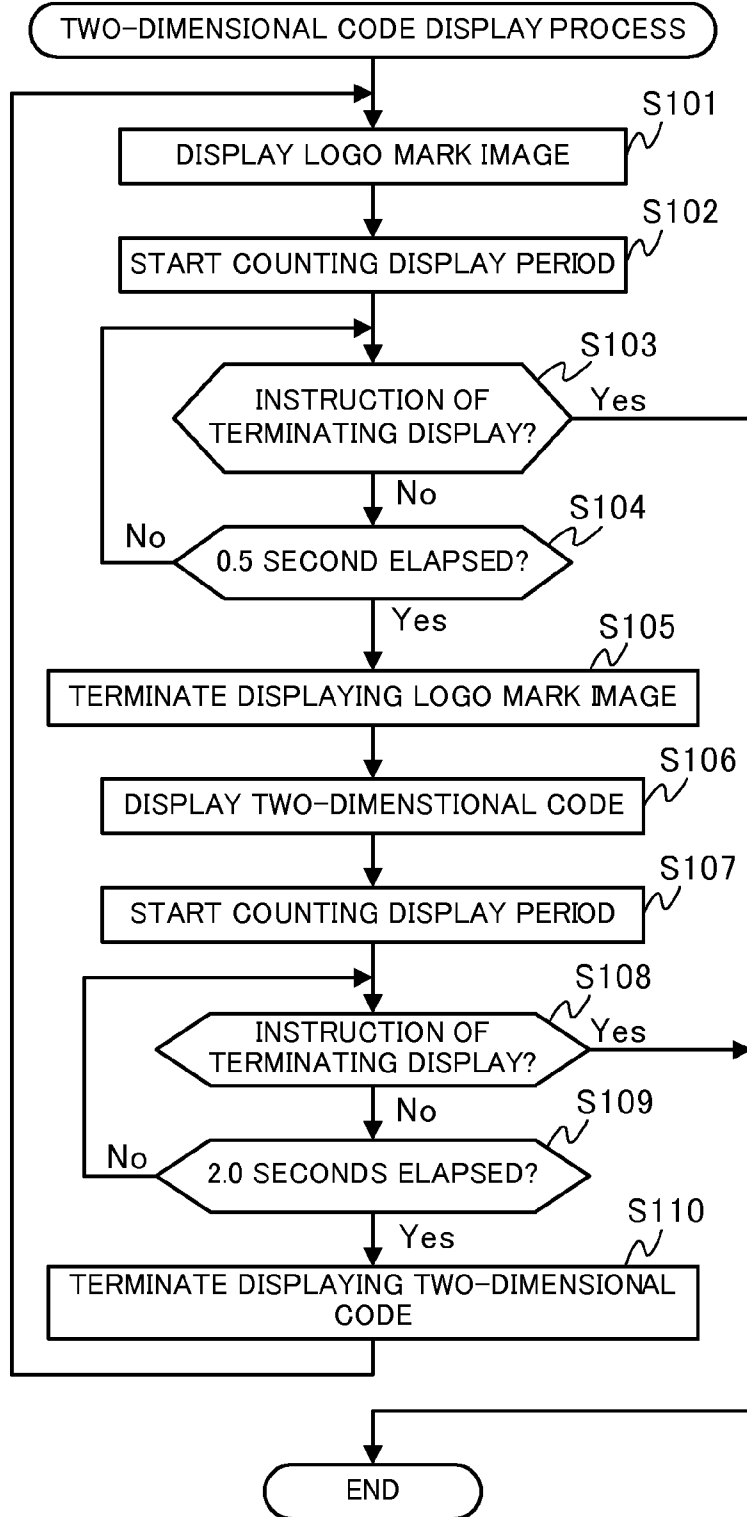 TWO-DIMENSIONAL CODE DISPLAY PROCESS
S101
DISPLAY LOGO MARK IMAGE
S102
START COUNTING DISPLAY PERIOD
S103
INSTRUCTION OF
TERMINATING DISPLAY?
Yes
No
S104
0.5 SECOND ELAPSED?
No
Yes
S105
TERMINATE DISPLAYING LOGO MARK IMAGE
S106
DISPLAY TWO-DIMENSTIONAL CODE
S107
START COUNTING DISPLAY PERIOD
S108
INSTRUCTION OF
TERMINATING DISPLAY?
Yes
No
S109
2.0 SECONDS ELAPSED?
No
Yes
S110
TERMINATE DISPLAYING TWO-DIMENSIONAL
CODE
END